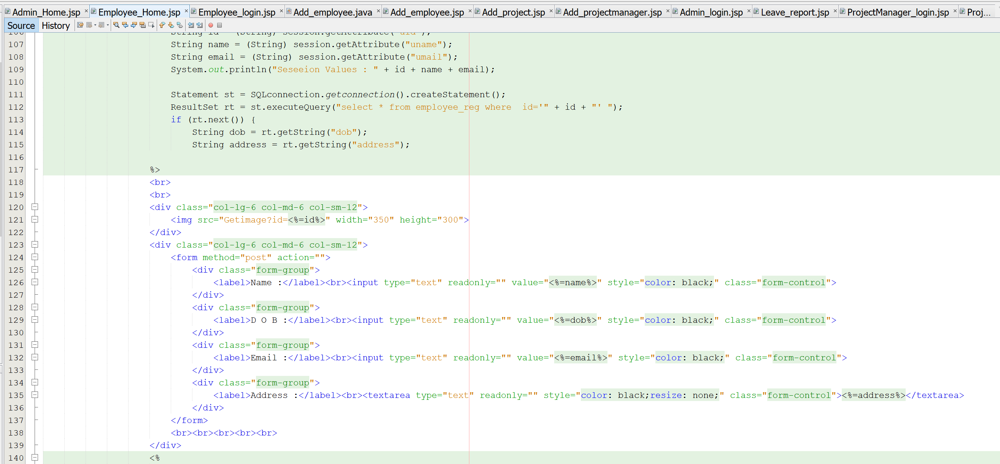 Admin_Home.jsp × Employee_Home.jsp × Employee_login.jsp × Add_employee.java × Add_employee.jsp × Add_project.jsp × Add_projectmanager.jsp × Admin_login.jsp × Leave_report.jsp × ProjectManager_login.jsp × Proj...
Source History
106 String id = (String) session.getAttribute("uid");
107 String name = (String) session.getAttribute("uname");
108 String email = (String) session.getAttribute("umail");
109 System.out.println("Seseeion Values : " + id + name + email);
110
111 Statement st = SQLconnection.getconnection().createStatement();
112 ResultSet rt = st.executeQuery("select * from employee_reg where  id='" + id + "' ");
113 if (rt.next()) {
114 String dob = rt.getString("dob");
115 String address = rt.getString("address");
116
117 %>
118 <br>
119 <br>
120 <div class="col-lg-6 col-md-6 col-sm-12">
121 <img src="Getimage?id=<%=id%>" width="350" height="300">
122 </div>
123 <div class="col-lg-6 col-md-6 col-sm-12">
124 <form method="post" action="">
125 <div class="form-group">
126 <label>Name :</label><br><input type="text" readonly="" value="<%=name%>" style="color: black;" class="form-control">
127 </div>
128 <div class="form-group">
129 <label>D O B :</label><br><input type="text" readonly="" value="<%=dob%>" style="color: black;" class="form-control">
130 </div>
131 <div class="form-group">
132 <label>Email :</label><br><input type="text" readonly="" value="<%=email%>" style="color: black;" class="form-control">
133 </div>
134 <div class="form-group">
135 <label>Address :</label><br><textarea type="text" readonly="" style="color: black;resize: none;" class="form-control"><%=address%></textarea>
136 </div>
137 </form>
138 <br><br><br><br><br>
139 </div>
140 <%